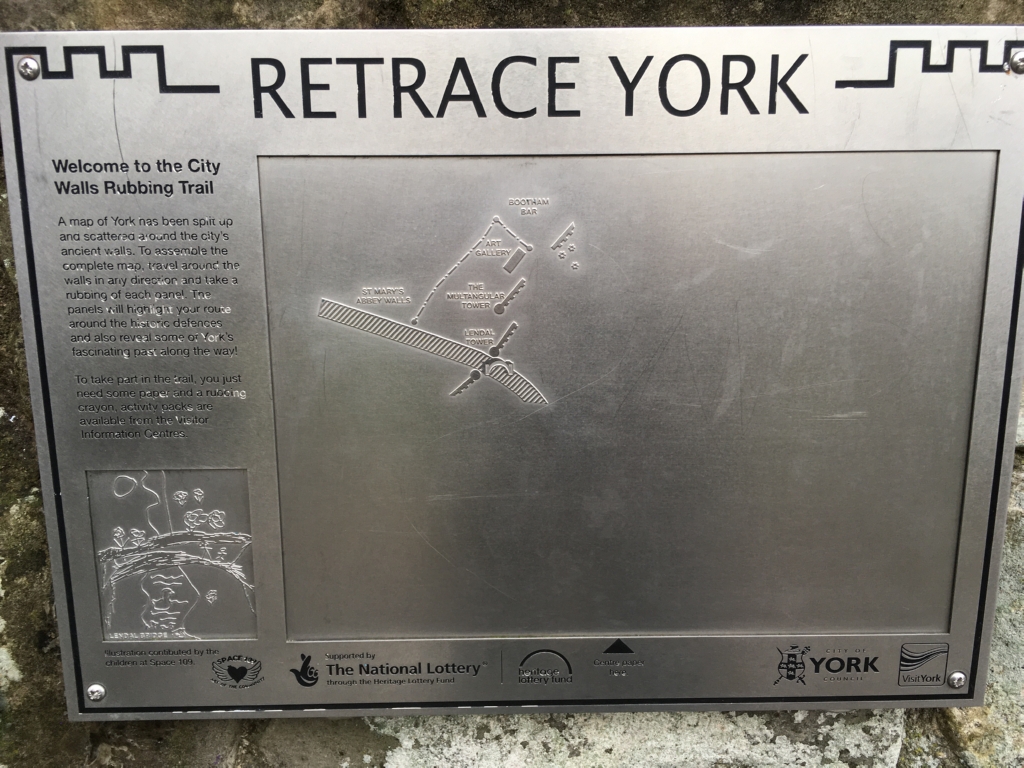 RETRACE YORK
Welcome to the City
Walls Rubbing Trail
A map of York has been split up
and scattered around the city's
ancient walls. To assemble the
complete map, travel around the
walls in any direction and take a
rubbing of each panel. The
panels will highlight your route
around the historic defences
and also reveal some of York's
fascinating past along the way!
To take part in the trail, you just
need some paper and a rubbing
crayon, activity packs are
available from the Visitor
Information Centres.
BOOTHAM
BAR
ART
GALLERY
ST MARY'S
ABBEY WALLS
THE
MULTANGULAR
TOWER
LENDAL
TOWER
LENDAL BRIDGE
Illustration contributed by the
children at Space 109.
SPACE 109
Supported by
The National Lottery
through the Heritage Lottery Fund
heritage
lottery fund
Centre paper
here
CITY OF
YORK
COUNCIL
VisitYork